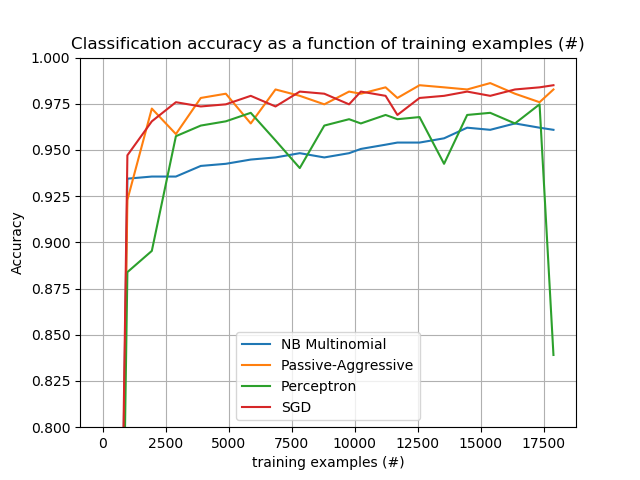 Classification accuracy as a function of training examples (#)
1.000
0.975
0.950
0.925
0.900
0.875
0.850
0.825
0.800
Accuracy
NB Multinomial
Passive-Aggressive
Perceptron
SGD
0 2500 5000 7500 10000 12500 15000 17500
training examples (#)